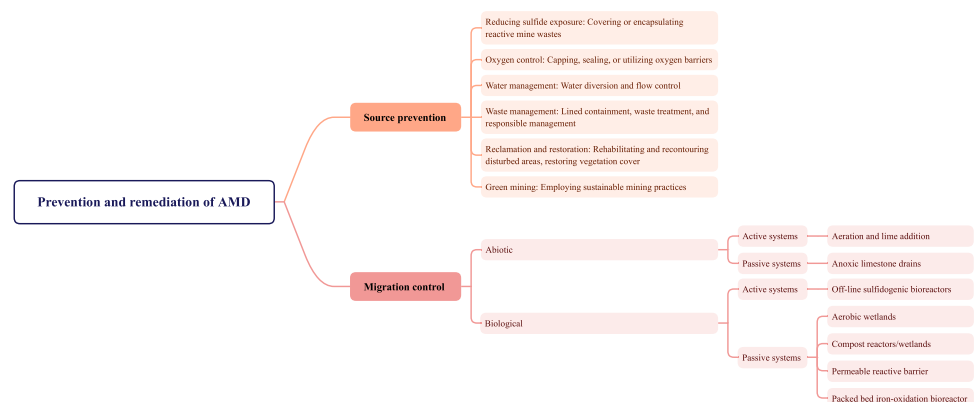 Prevention and remediation of AMD
Source prevention
Reducing sulfide exposure: Covering or encapsulating
reactive mine wastes
Oxygen control: Capping, sealing, or utilizing oxygen barriers
Water management: Water diversion and flow control
Waste management: Lined containment, waste treatment, and
responsible management
Reclamation and restoration: Rehabilitating and recontouring
disturbed areas, restoring vegetation cover
Green mining: Employing sustainable mining practices
Migration control
Abiotic
Active systems
Aeration and lime addition
Passive systems
Anoxic limestone drains
Biological
Active systems
Off-line sulfidogenic bioreactors
Passive systems
Aerobic wetlands
Compost reactors/wetlands
Permeable reactive barrier
Packed bed iron-oxidation bioreactor